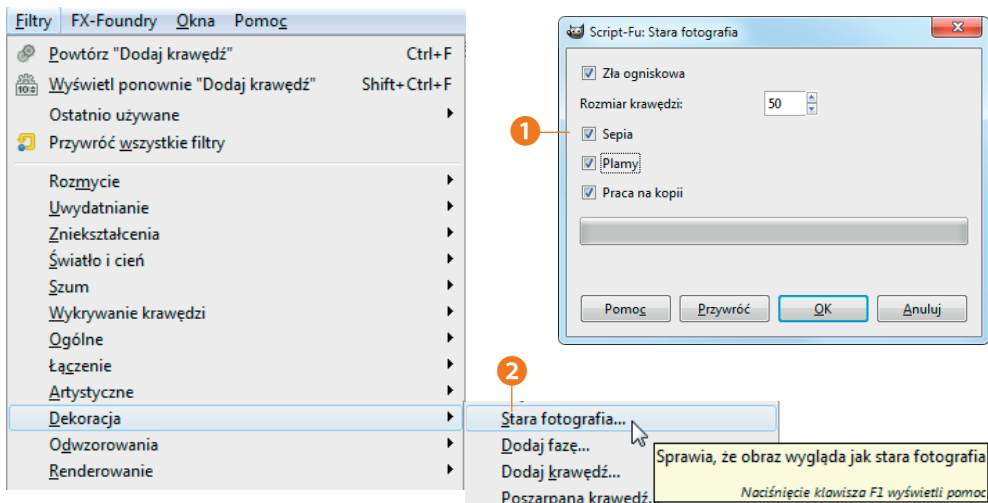 Filtry FX-Foundry Okna Pomoc
Powtórz "Dodaj krawędź" Ctrl+F
Wyświetl ponownie "Dodaj krawędź" Shift+Ctrl+F
Ostatnio używane
Przywróć wszystkie filtry
Rozmycie
Uwydatnianie
Zniekształcenia
Światło i cień
Szum
Wykrywanie krawędzi
Ogólne
Łączenie
Artystyczne
Dekoracja
Odwzorowania
Renderowanie
Script-Fu: Stara fotografia
Zła ogniskowa
Rozmiar krawędzi: 50
1
Sepia
Plamy
Praca na kopii
Pomoc Przywróć OK Anuluj
2
Stara fotografia...
Dodaj fazę...
Dodaj krawędź...
Poszarpana krawędź.
Sprawia, że obraz wygląda jak stara fotografia
Naciśnięcie klawisza F1 wyświetli pomoc